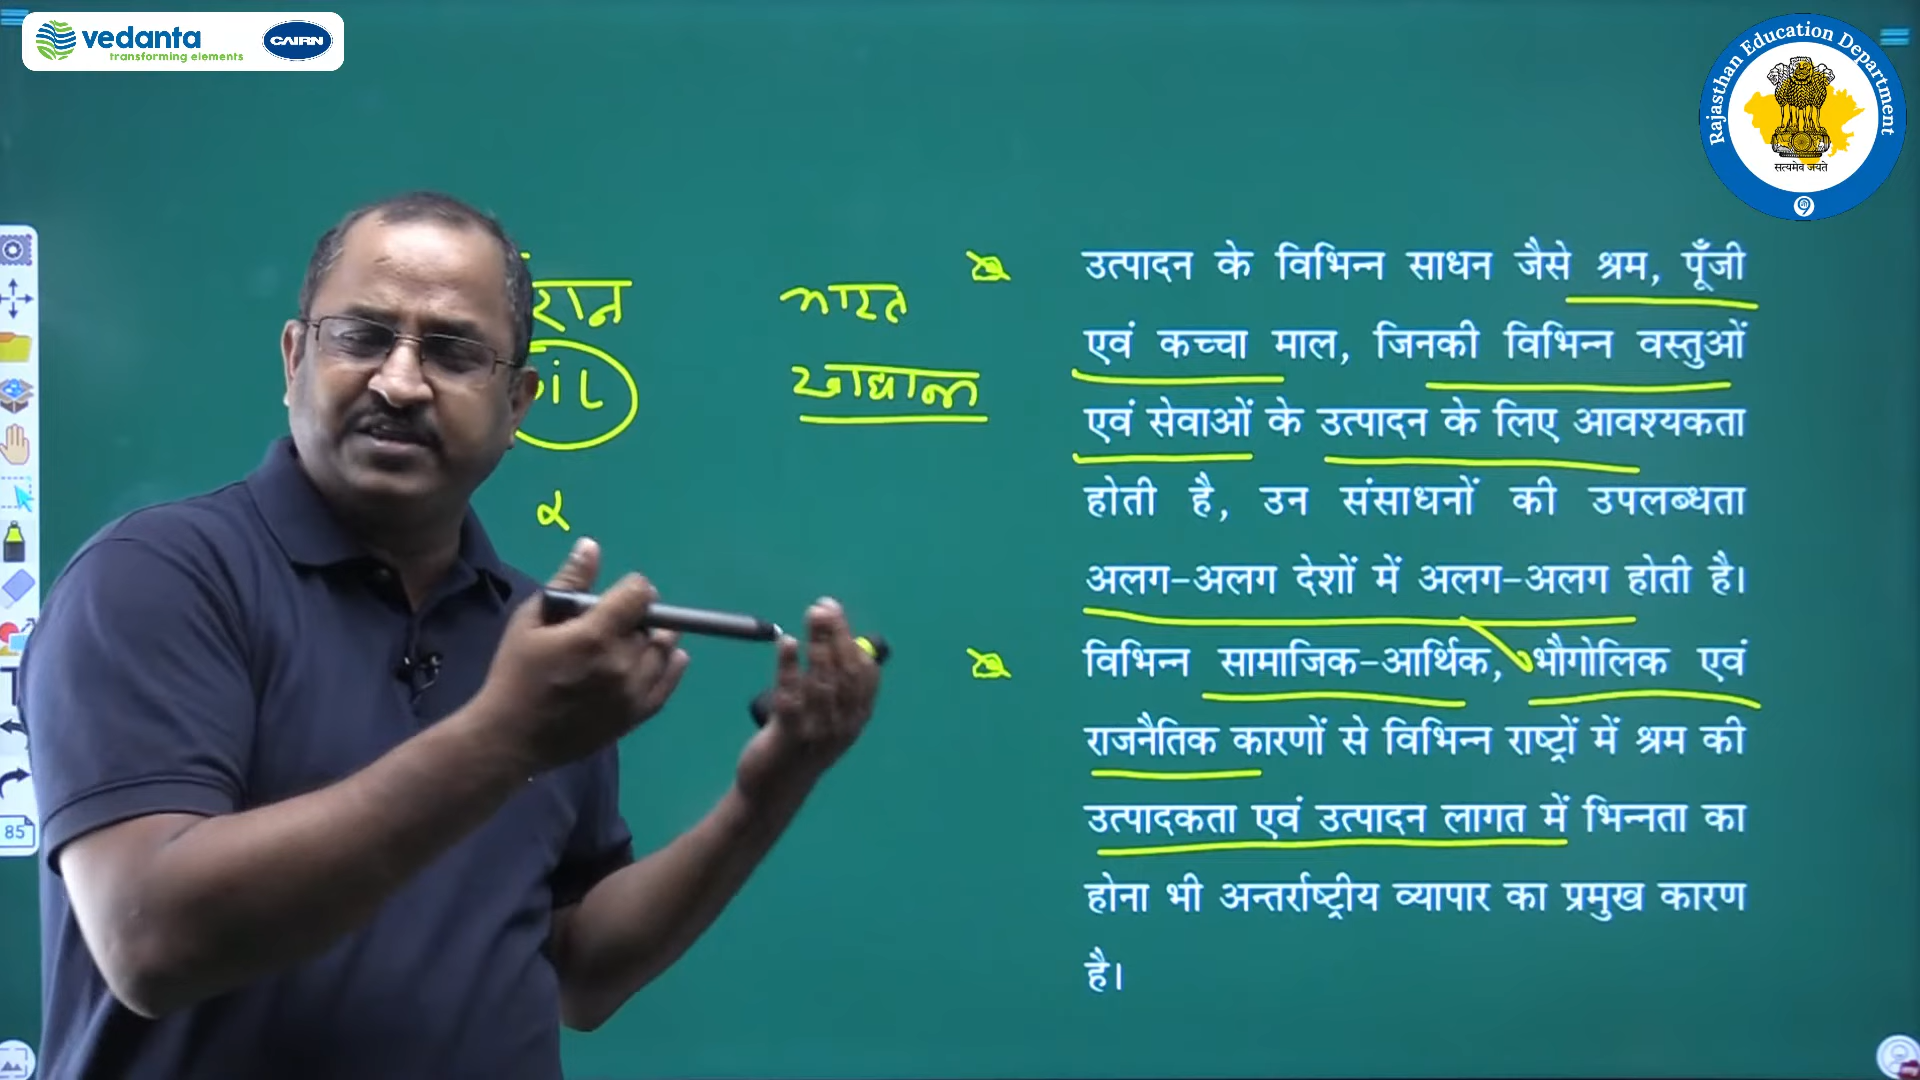 vedanta
transforming elements
CAIRN
Rajasthan Education Department
सत्यमेव जयते
भारत
oil
खाद्यान्न
उत्पादन के विभिन्न साधन जैसे श्रम, पूँजी
एवं कच्चा माल, जिनकी विभिन्न वस्तुओं
एवं सेवाओं के उत्पादन के लिए आवश्यकता
होती है, उन संसाधनों की उपलब्धता
अलग-अलग देशों में अलग-अलग होती है।
विभिन्न सामाजिक-आर्थिक, भौगोलिक एवं
राजनैतिक कारणों से विभिन्न राष्ट्रों में श्रम की
उत्पादकता एवं उत्पादन लागत में भिन्नता का
होना भी अन्तर्राष्ट्रीय व्यापार का प्रमुख कारण
है।
85